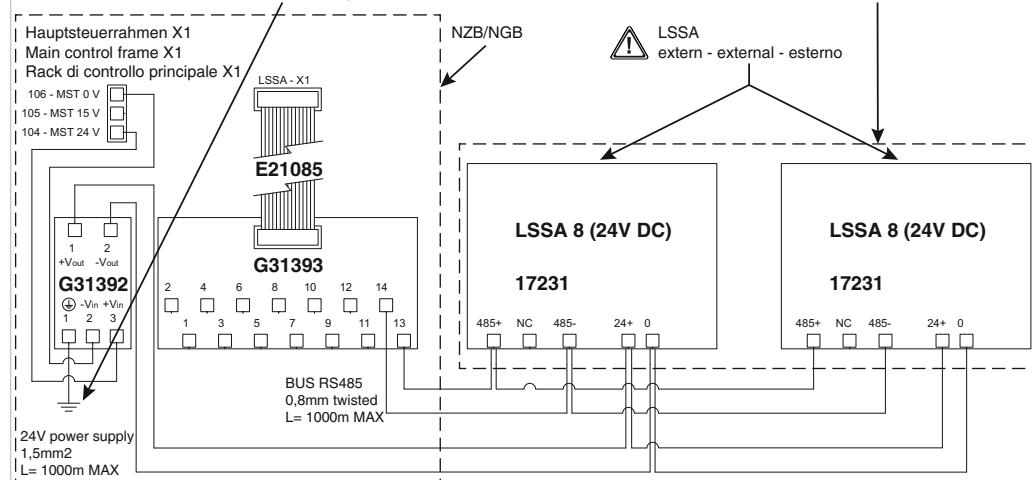 Hauptsteuerrahmen X1
Main control frame X1
Rack di controllo principale X1
106 - MST 0 V
105 - MST 15 V
104 - MST 24 V
LSSA - X1
E21085
NZB/NGB
LSSA
extern - external - esterno
1 2
+Vout -Vout
G31392
-Vin +Vin
1 2 3
G31393
2 4 6 8 10 12 14
1 3 5 7 9 11 13
LSSA 8 (24V DC)
17231
485+ NC 485- 24+ 0
LSSA 8 (24V DC)
17231
485+ NC 485- 24+ 0
BUS RS485
0,8mm twisted
L= 1000m MAX
24V power supply
1,5mm2
L= 1000m MAX